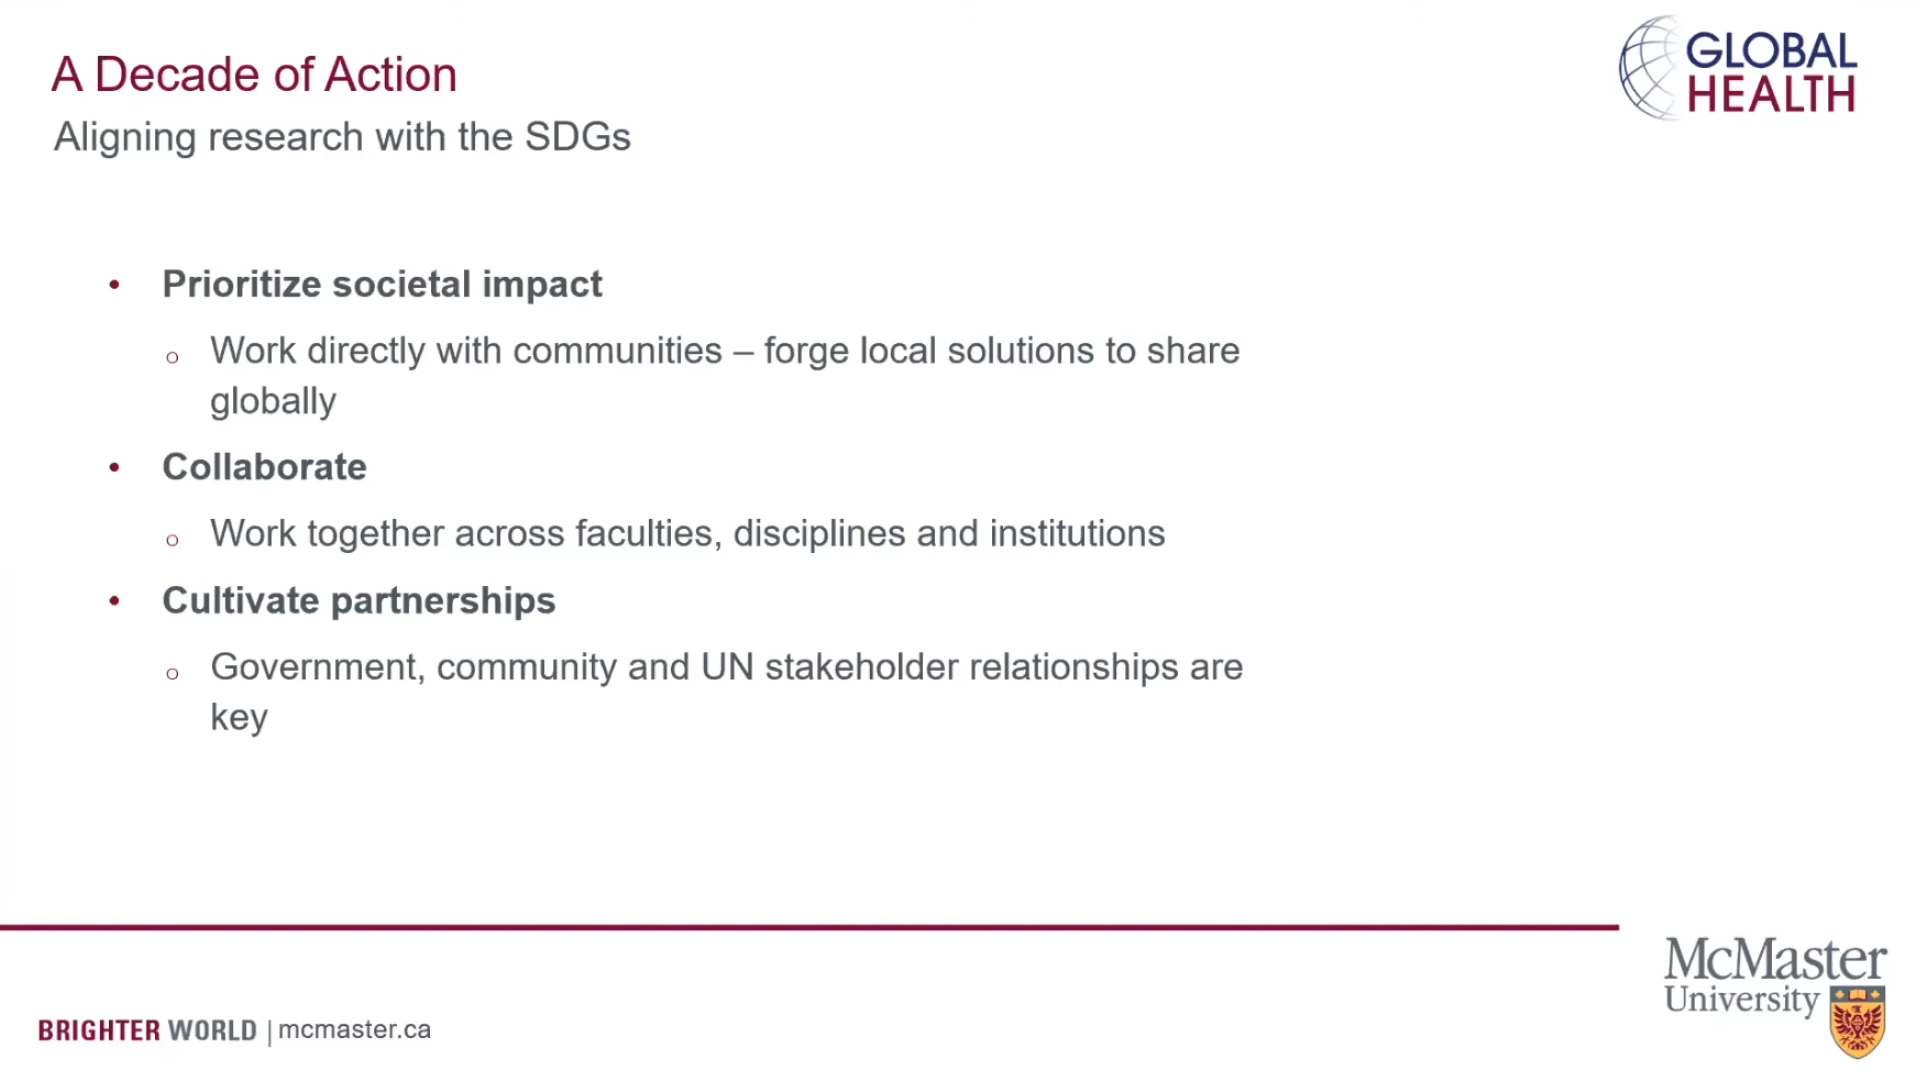 A Decade of Action
Aligning research with the SDGs
GLOBAL
HEALTH
• Prioritize societal impact
o Work directly with communities – forge local solutions to share
globally
• Collaborate
o Work together across faculties, disciplines and institutions
• Cultivate partnerships
o Government, community and UN stakeholder relationships are
key
BRIGHTER WORLD | mcmaster.ca
McMaster
University